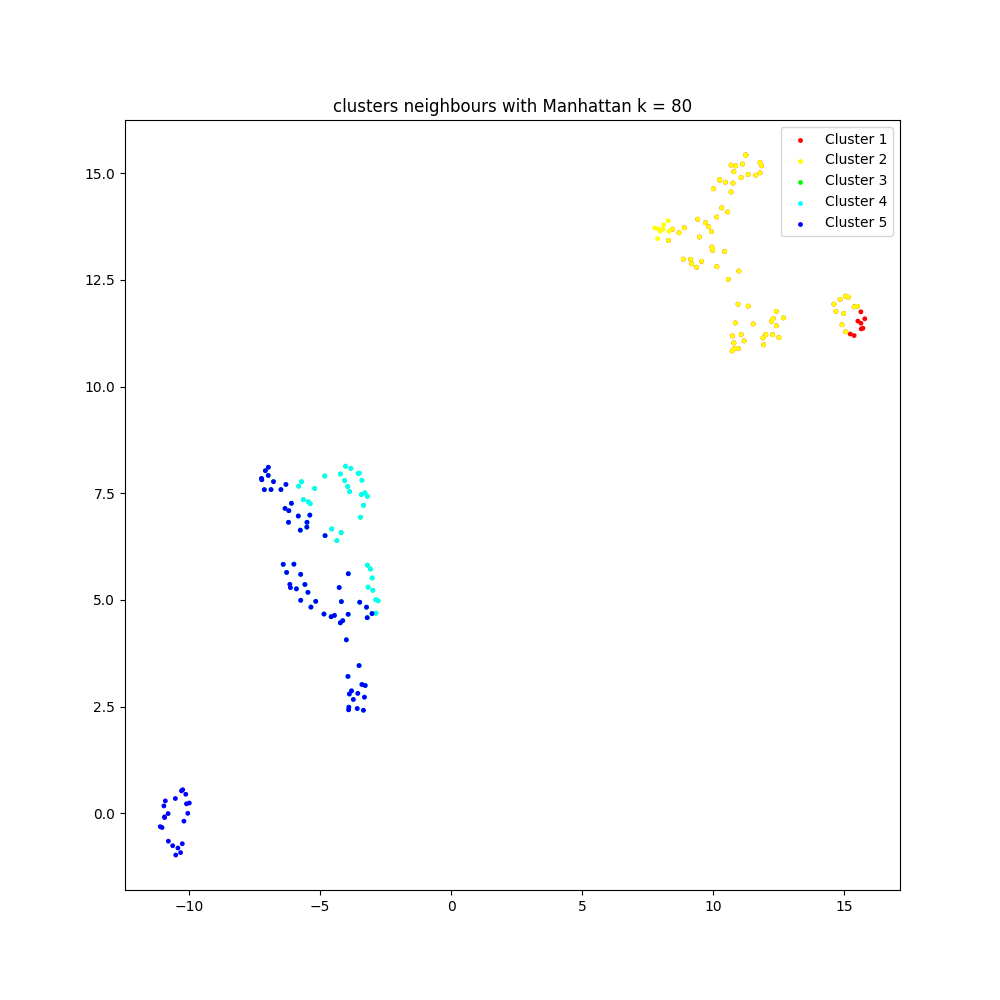 clusters neighbours with Manhattan k = 80
Cluster 1
Cluster 2
Cluster 3
Cluster 4
Cluster 5
15.0
12.5
10.0
7.5
5.0
2.5
0.0
−10 −5 0 5 10 15